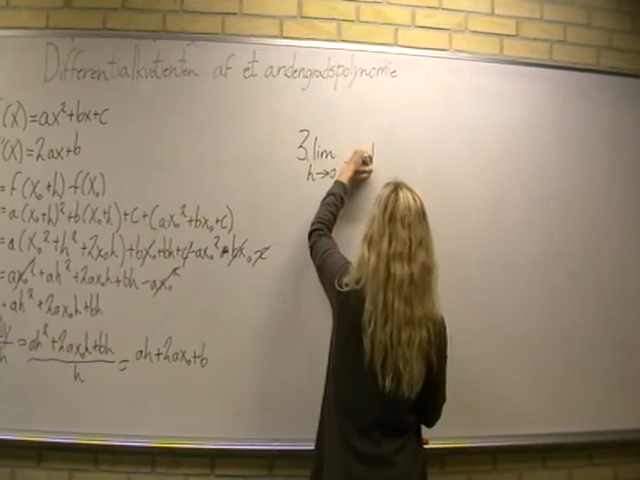 Differentialkvotienten af et andengradspolynomie
(x)=ax²+bx+c
'(x)=2ax+b
=f(x₀+h)-f(x₀)
=a(x₀+h)²+b(x₀+h)+c+(ax₀²+bx₀+c)
=a(x₀²+h²+2x₀h)+bx₀+bh+c-ax₀²-bx₀-c
=ax₀²+ah²+2ax₀h+bh-ax₀²
=ah²+2ax₀h+bh
y/h = ah²+2ax₀h+bh/h = ah+2ax₀+b
3. lim
h→0